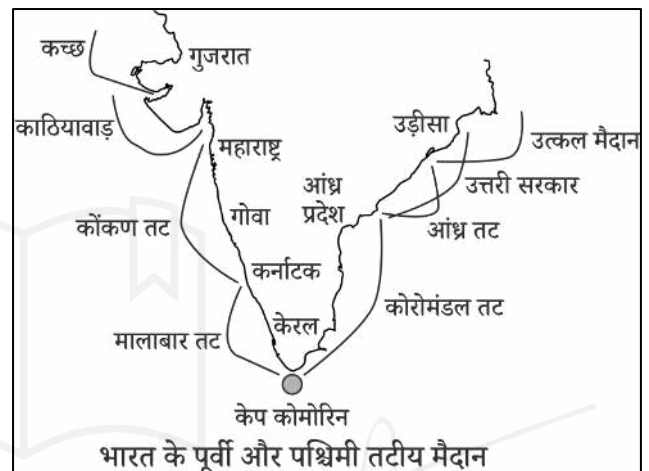 कच्छ
गुजरात
काठियावाड़
महाराष्ट्र
उड़ीसा
उत्कल मैदान
आंध्र
प्रदेश
उत्तरी सरकार
गोवा
कोंकण तट
आंध्र तट
कर्नाटक
कोरोमंडल तट
केरल
मालाबार तट
केप कोमोरिन
भारत के पूर्वी और पश्चिमी तटीय मैदान